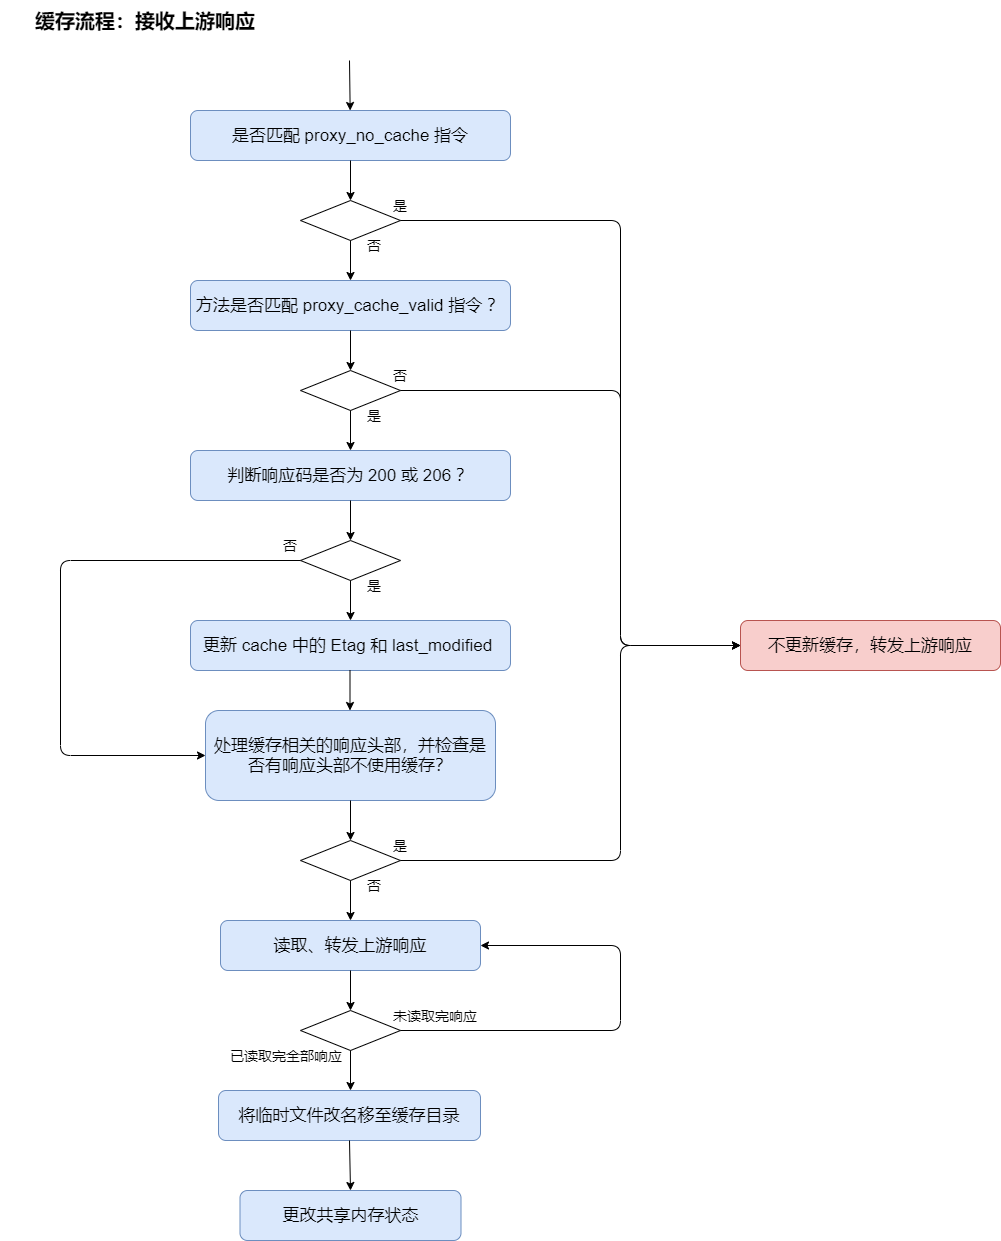 缓存流程：接收上游响应
是否匹配 proxy_no_cache 指令
是
否
方法是否匹配 proxy_cache_valid 指令？
否
是
判断响应码是否为 200 或 206？
否
是
更新 cache 中的 Etag 和 last_modified
不更新缓存，转发上游响应
处理缓存相关的响应头部，并检查是
否有响应头部不使用缓存？
是
否
读取、转发上游响应
未读取完响应
已读取完全部响应
将临时文件改名移至缓存目录
更改共享内存状态